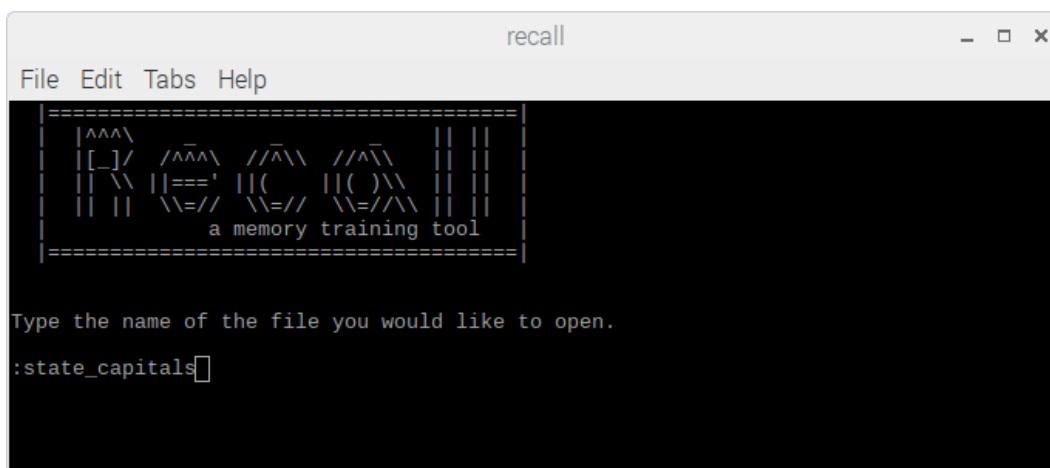 recall
File Edit Tabs Help
Recall
a memory training tool
Type the name of the file you would like to open.
:state_capitals